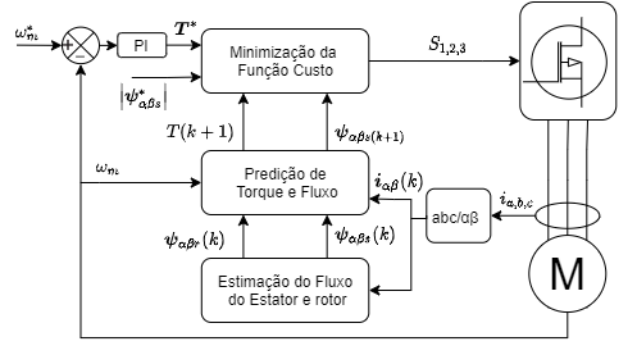 ω*ₘ
+
−
PI
T*
|ψ*αβs|
Minimização da
Função Custo
S₁,₂,₃
T(k+1)
ψαβs(k+1)
ωₘ
Predição de
Torque e Fluxo
iαβ(k)
abc/αβ
ia,b,c
ψαβr(k)
ψαβs(k)
Estimação do Fluxo
do Estator e rotor
M